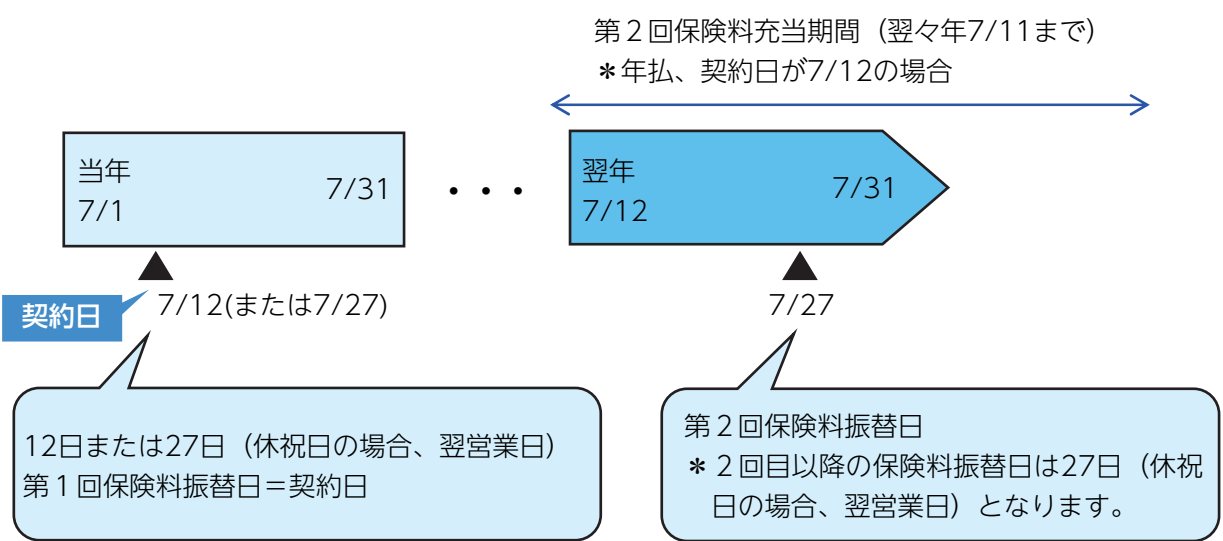 第２回保険料充当期間（翌々年7/11まで）
＊年払、契約日が7/12の場合
当年
7/1
7/31
・・・
翌年
7/12
7/31
契約日
7/12(または7/27)
7/27
12日または27日（休祝日の場合、翌営業日）
第１回保険料振替日＝契約日
第２回保険料振替日
＊２回目以降の保険料振替日は27日（休祝
日の場合、翌営業日）となります。